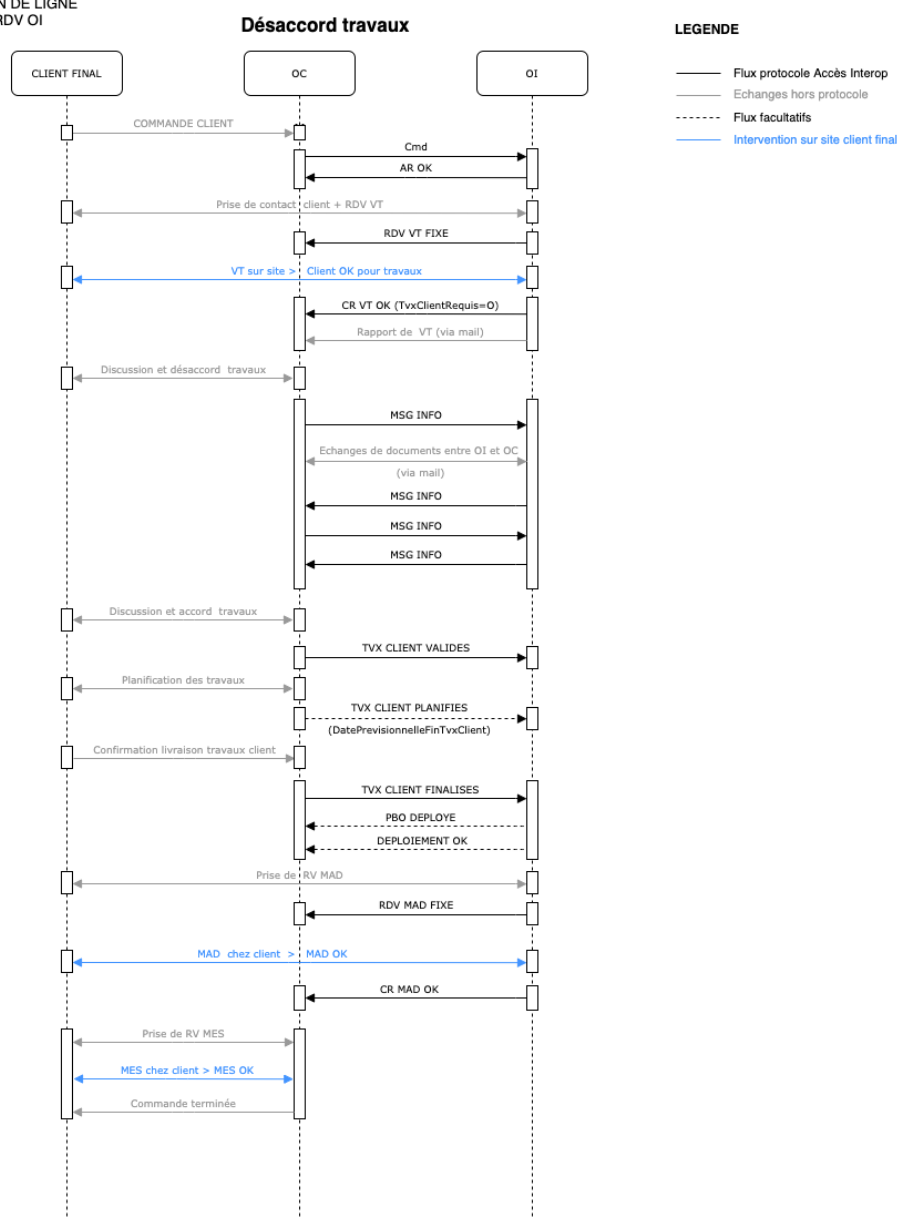 N DE LIGNE
RDV OI
Désaccord travaux
LEGENDE
Flux protocole Accès Interop
Echanges hors protocole
Flux facultatifs
Intervention sur site client final
CLIENT FINAL
OC
OI
COMMANDE CLIENT
Cmd
AR OK
Prise de contact client + RDV VT
RDV VT FIXE
VT sur site > Client OK pour travaux
CR VT OK (TvxClientRequis=O)
Rapport de VT (via mail)
Discussion et désaccord travaux
MSG INFO
Echanges de documents entre OI et OC
(via mail)
MSG INFO
MSG INFO
MSG INFO
Discussion et accord travaux
TVX CLIENT VALIDES
Planification des travaux
TVX CLIENT PLANIFIES
(DatePrevisionnelleFinTvxClient)
Confirmation livraison travaux client
TVX CLIENT FINALISES
PBO DEPLOYE
DEPLOIEMENT OK
Prise de RV MAD
RDV MAD FIXE
MAD chez client > MAD OK
CR MAD OK
Prise de RV MES
MES chez client > MES OK
Commande terminée